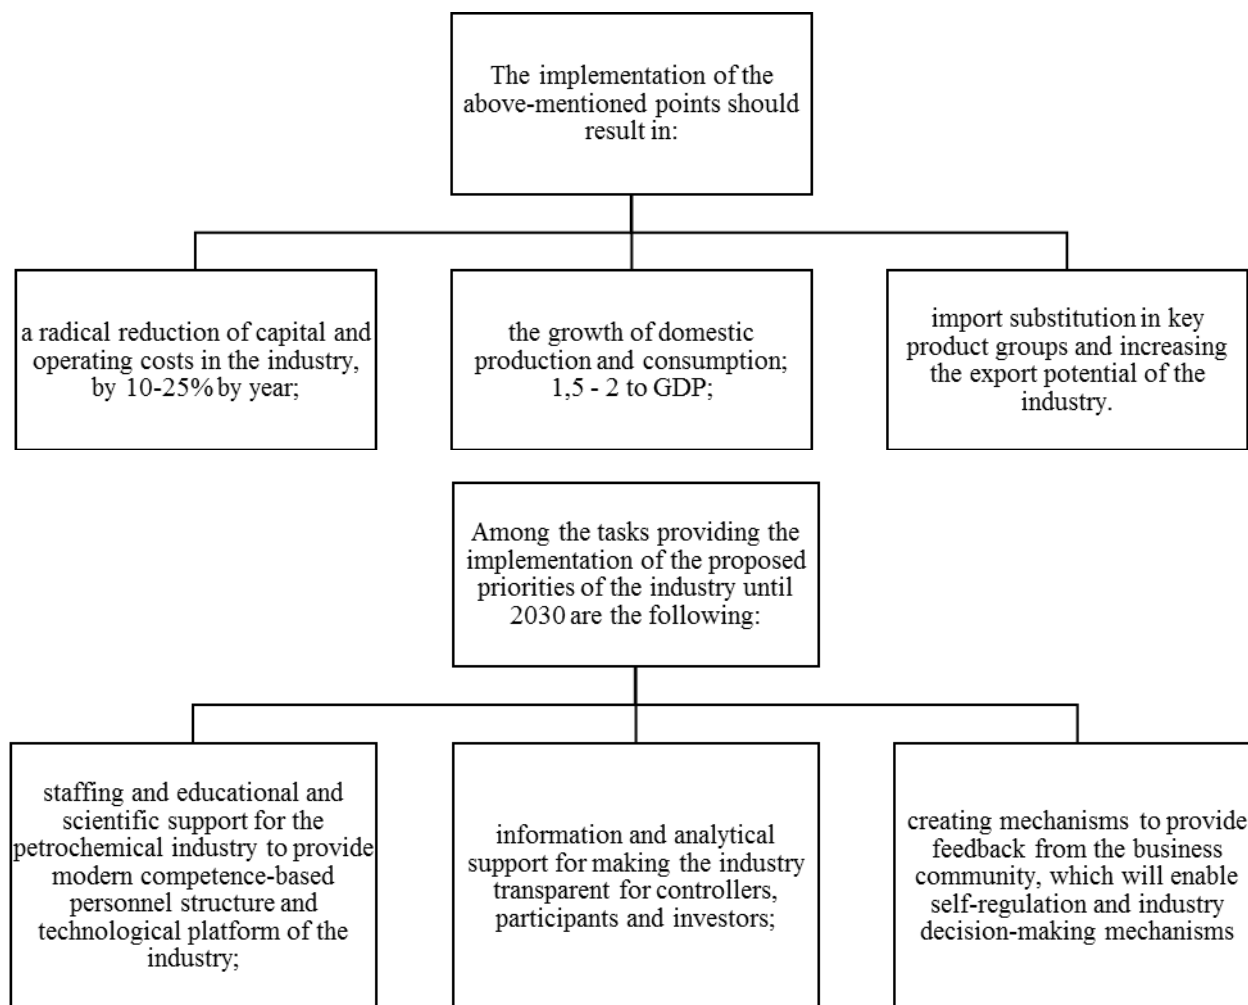 The implementation of the
above-mentioned points should
result in:
a radical reduction of capital and
operating costs in the industry,
by 10-25% by year;
the growth of domestic
production and consumption;
1,5 - 2 to GDP;
import substitution in key
product groups and increasing
the export potential of the
industry.
Among the tasks providing the
implementation of the proposed
priorities of the industry until
2030 are the following:
staffing and educational and
scientific support for the
petrochemical industry to provide
modern competence-based
personnel structure and
technological platform of the
industry;
information and analytical
support for making the industry
transparent for controllers,
participants and investors;
creating mechanisms to provide
feedback from the business
community, which will enable
self-regulation and industry
decision-making mechanisms